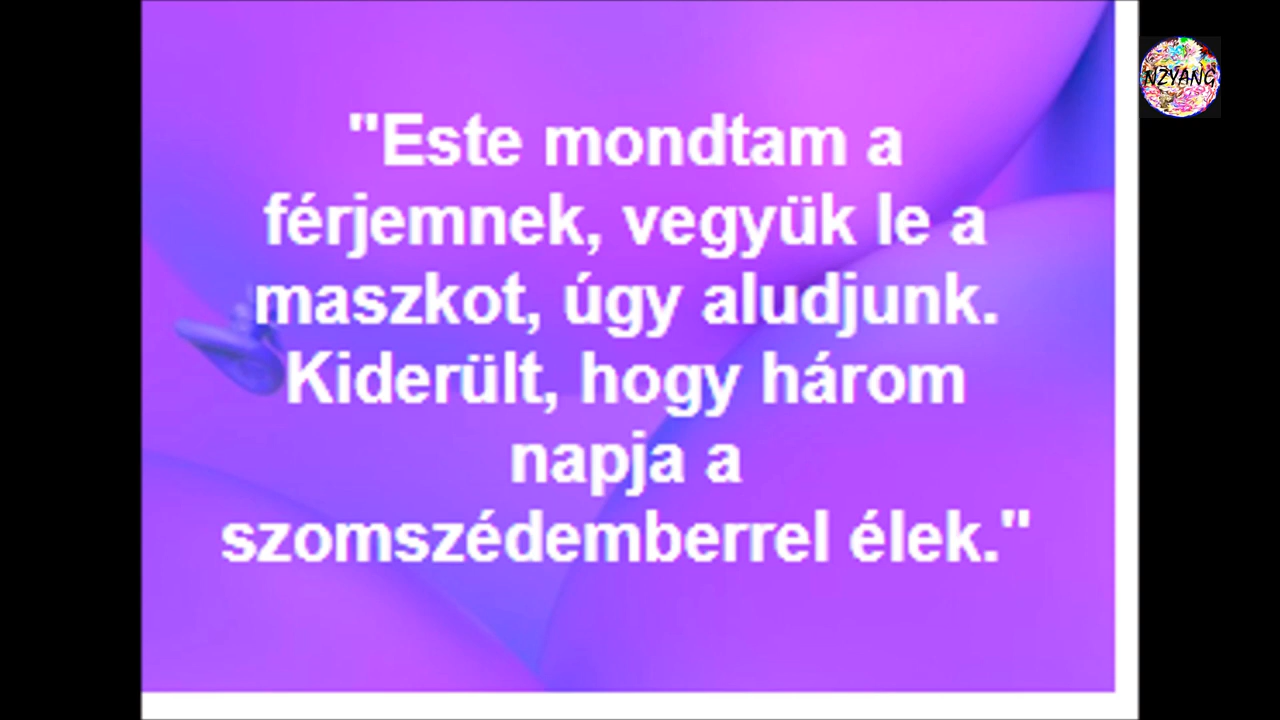 "Este mondtam a
férjemnek, vegyük le a
maszkot, úgy aludjunk.
Kiderült, hogy három
napja a
szomszédemberrel élek."
NZYANG